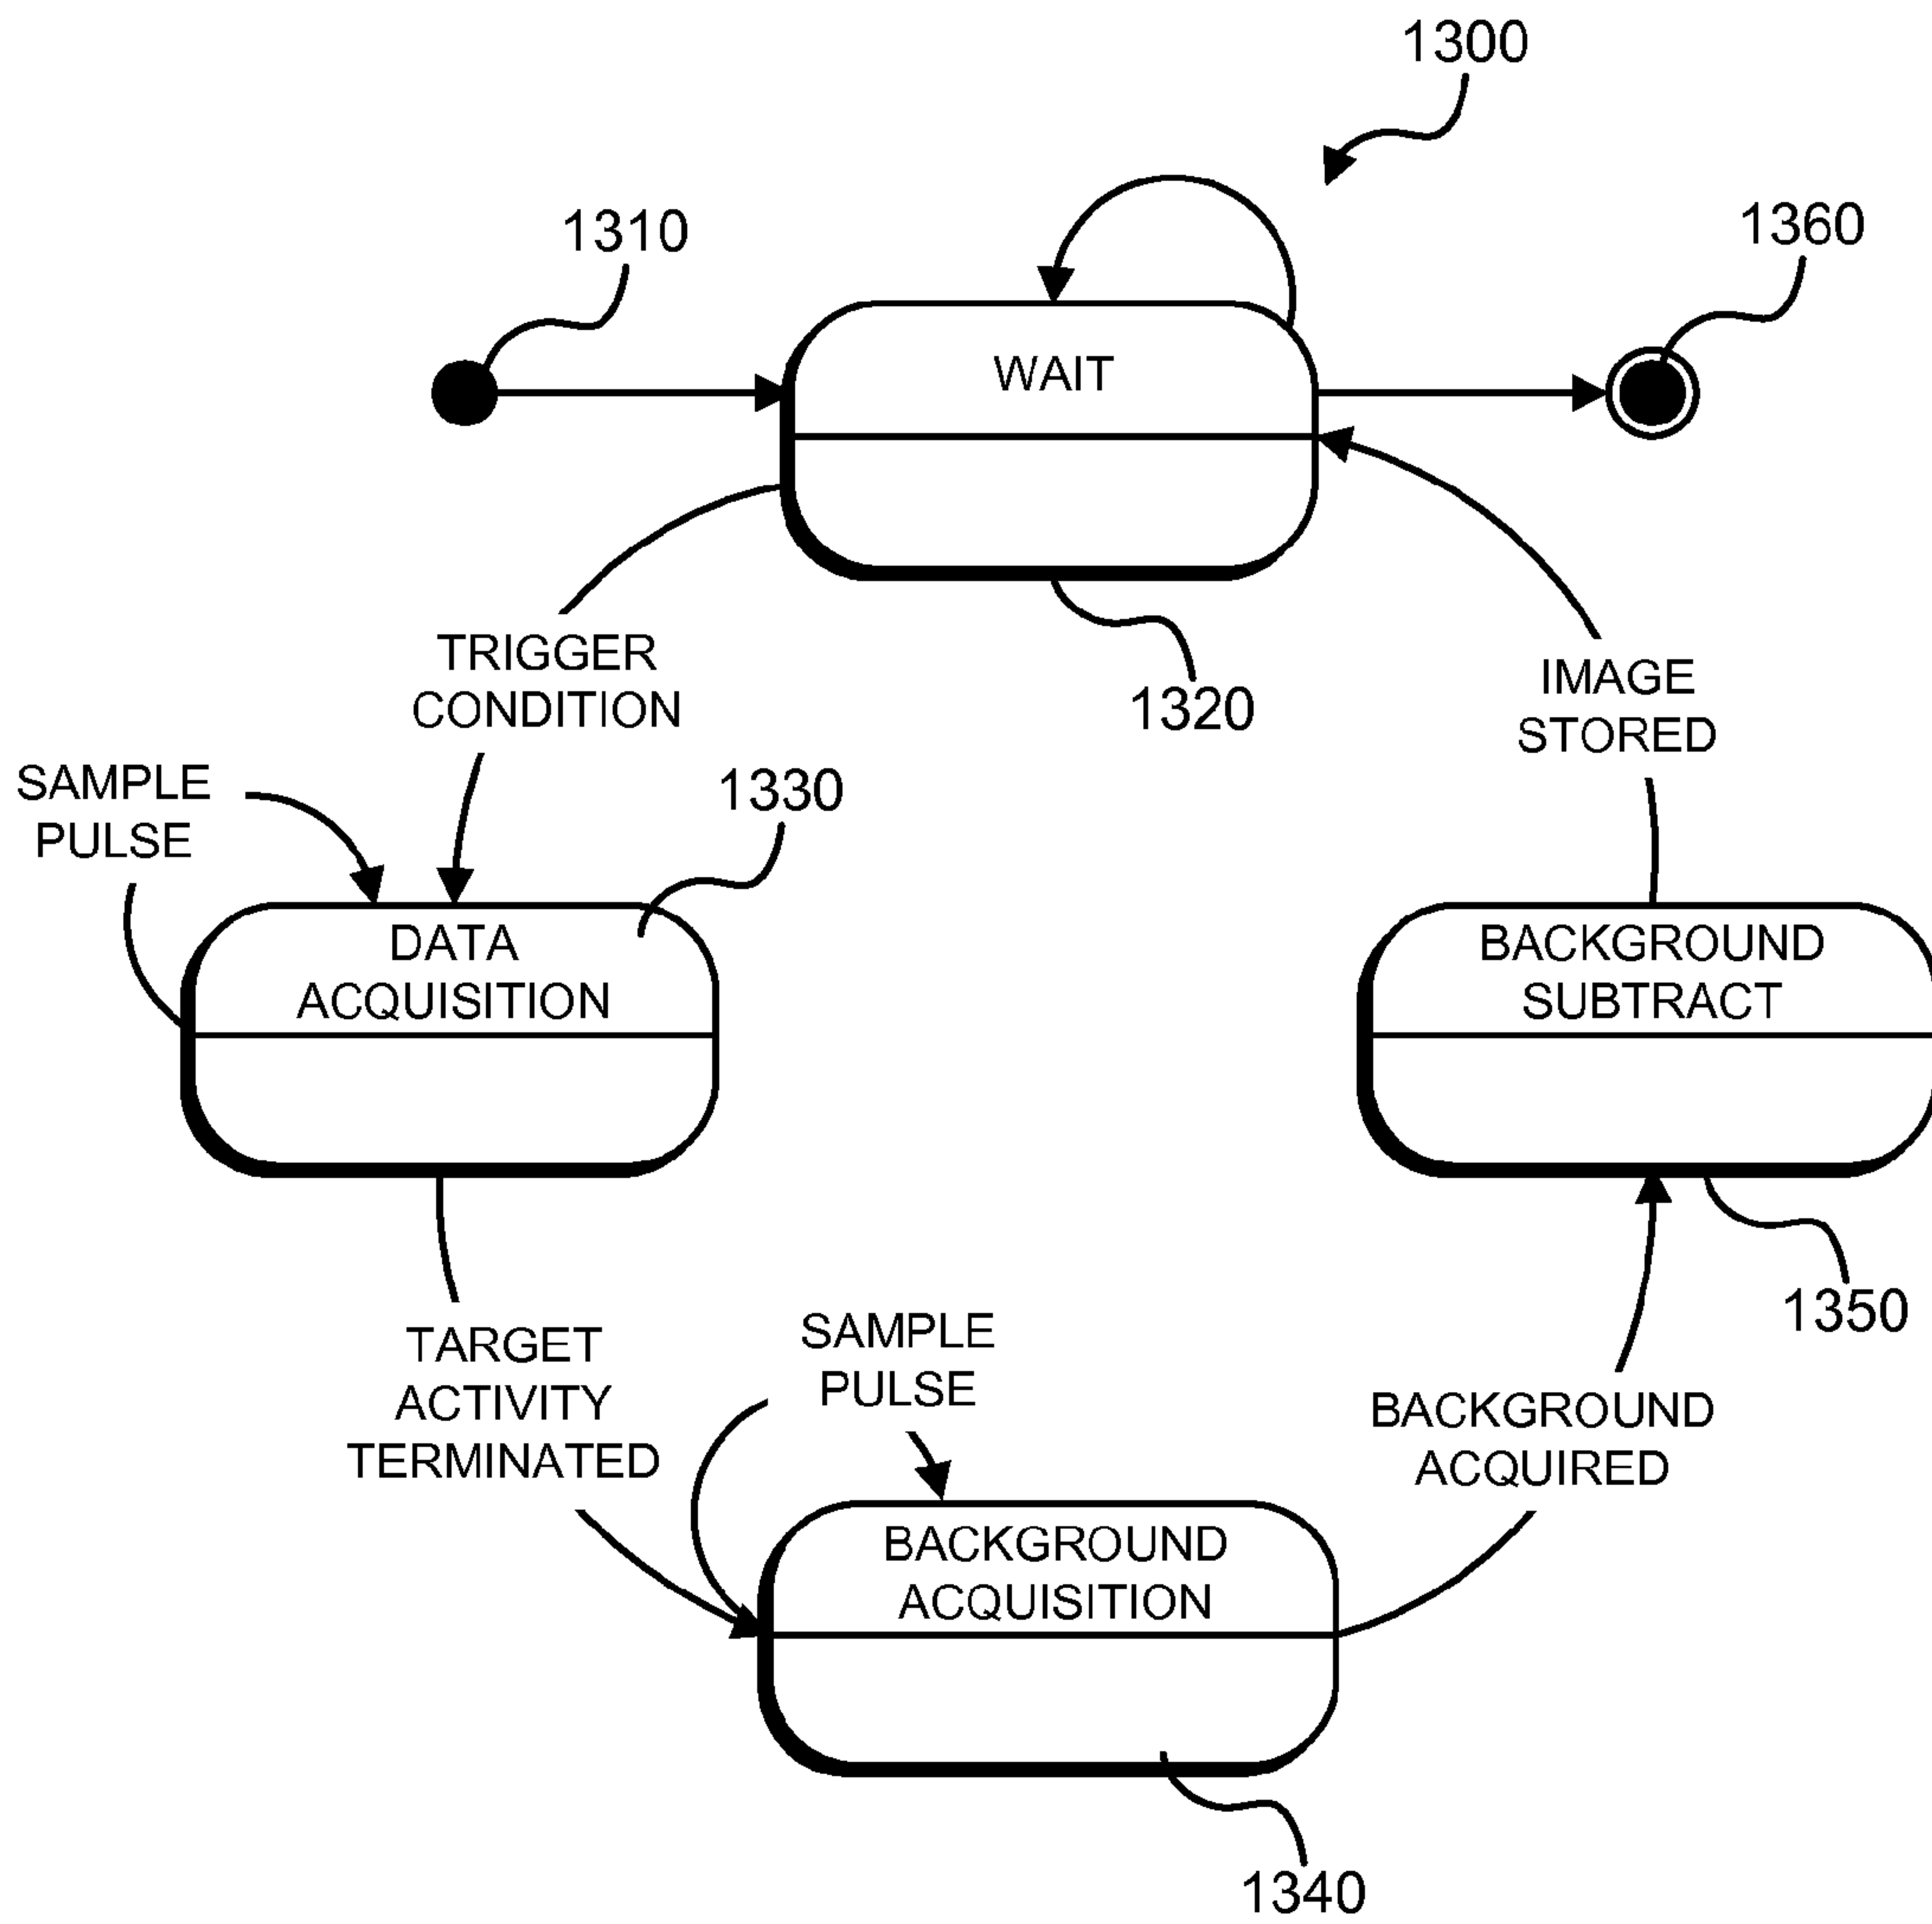 1300
1310
1360
WAIT
TRIGGER
CONDITION
1320
IMAGE
STORED
SAMPLE
PULSE
1330
DATA
ACQUISITION
BACKGROUND
SUBTRACT
1350
TARGET
ACTIVITY
TERMINATED
SAMPLE
PULSE
BACKGROUND
ACQUIRED
BACKGROUND
ACQUISITION
1340